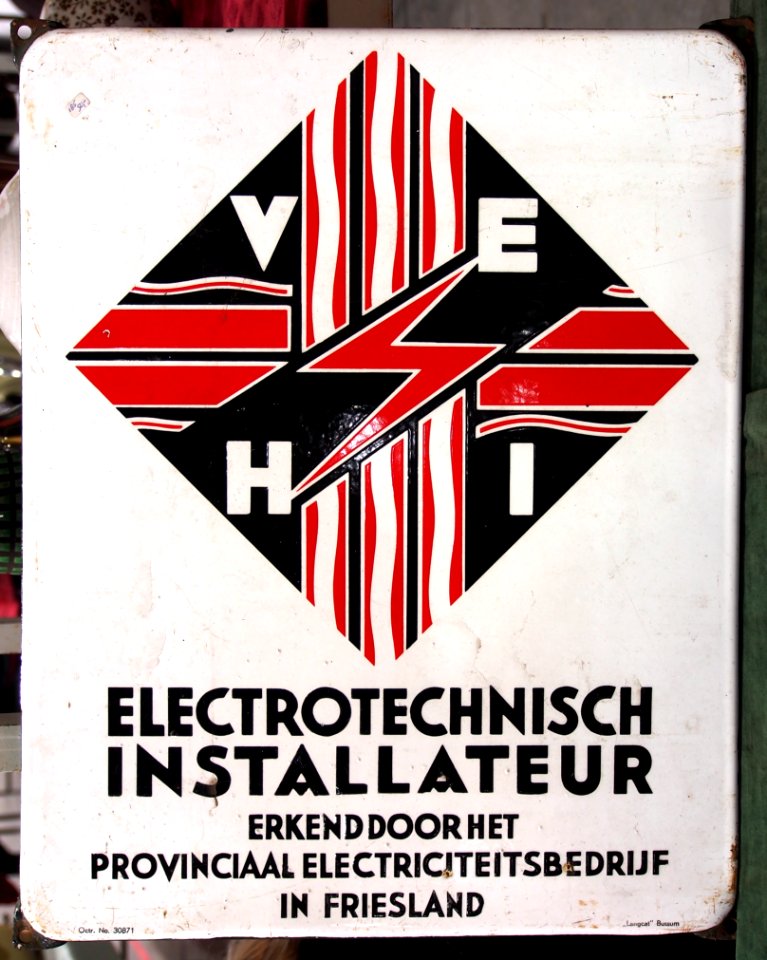 V E
H I
ELECTROTECHNISCH
INSTALLATEUR
ERKEND DOOR HET
PROVINCIAAL ELECTRICITEITSBEDRIJF
IN FRIESLAND
Octr. No. 30871
„Langcat” Bussum